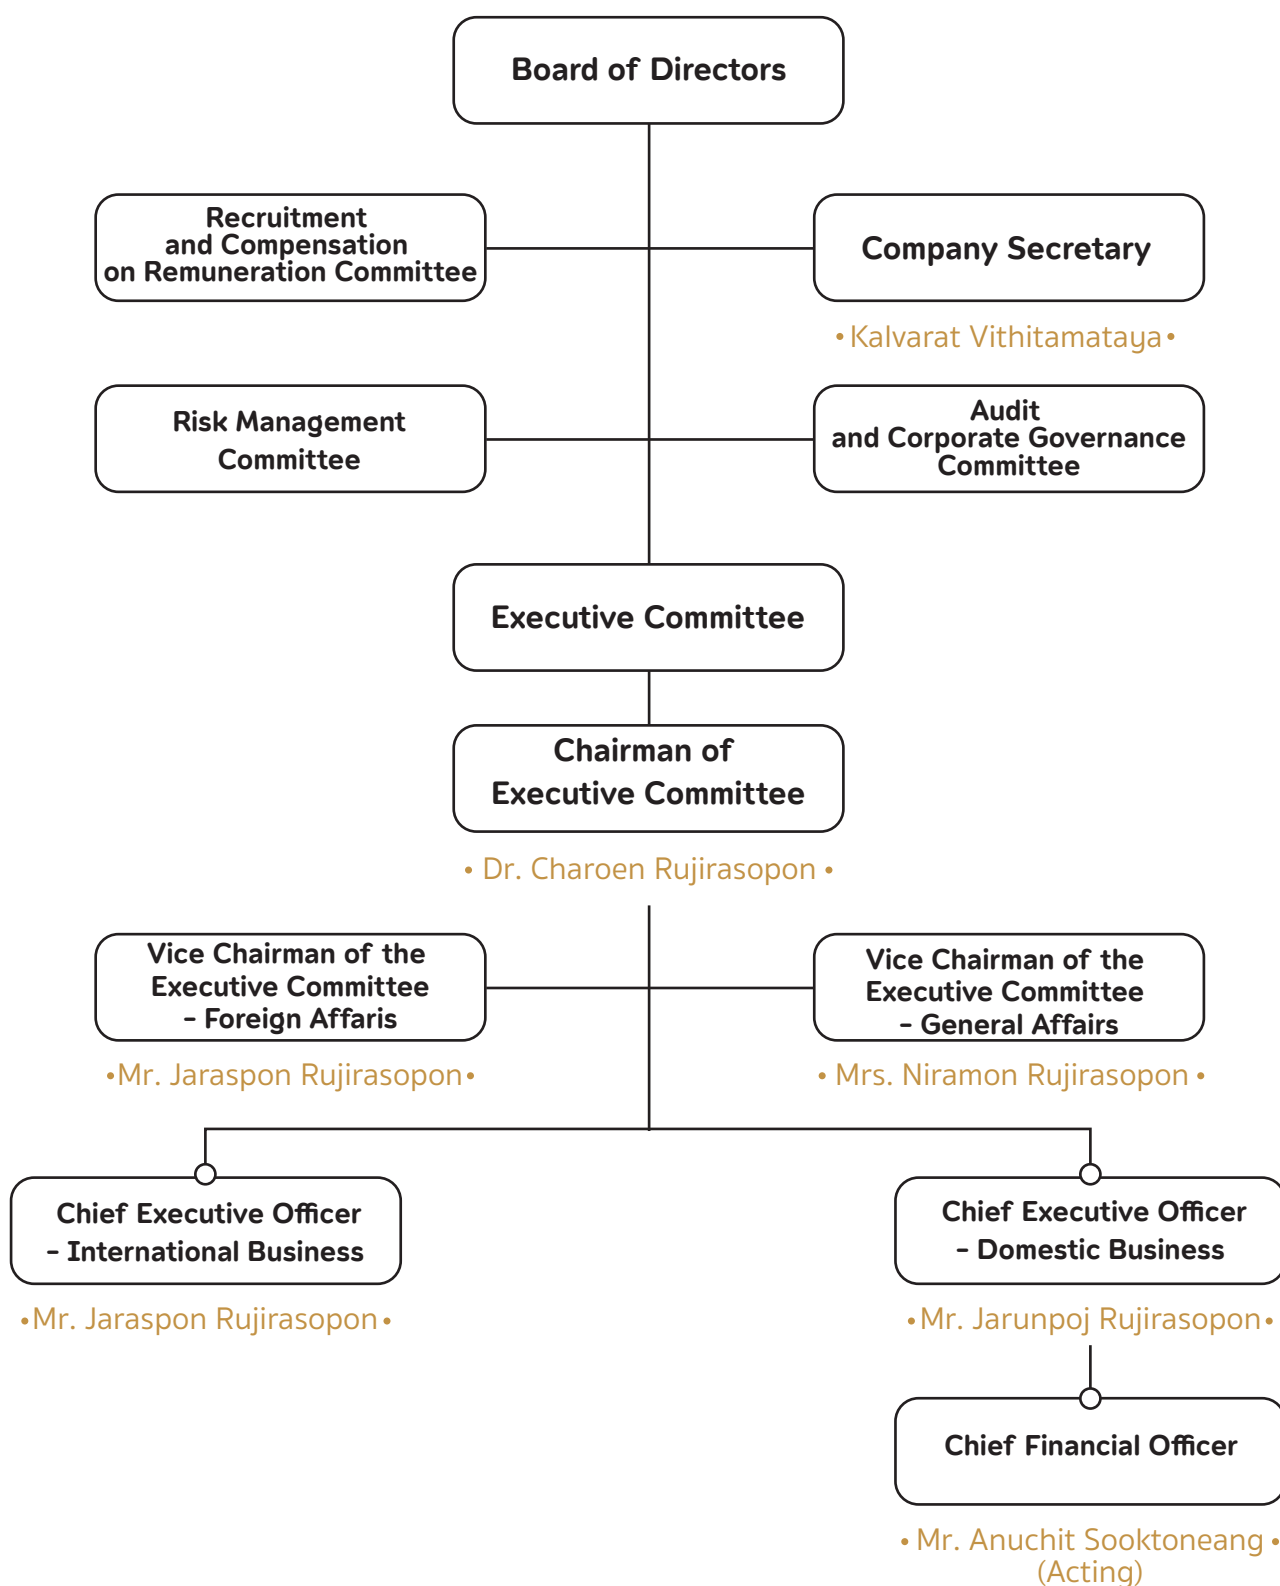 Board of Directors
Recruitment
and Compensation
on Remuneration Committee
Company Secretary
• Kalvarat Vithitamataya •
Risk Management
Committee
Audit
and Corporate Governance
Committee
Executive Committee
Chairman of
Executive Committee
• Dr. Charoen Rujirasopon •
Vice Chairman of the
Executive Committee
– Foreign Affaris
• Mr. Jaraspon Rujirasopon •
Vice Chairman of the
Executive Committee
– General Affairs
• Mrs. Niramon Rujirasopon •
Chief Executive Officer
– International Business
• Mr. Jaraspon Rujirasopon •
Chief Executive Officer
– Domestic Business
• Mr. Jarunpoj Rujirasopon •
Chief Financial Officer
• Mr. Anuchit Sooktoneang •
(Acting)